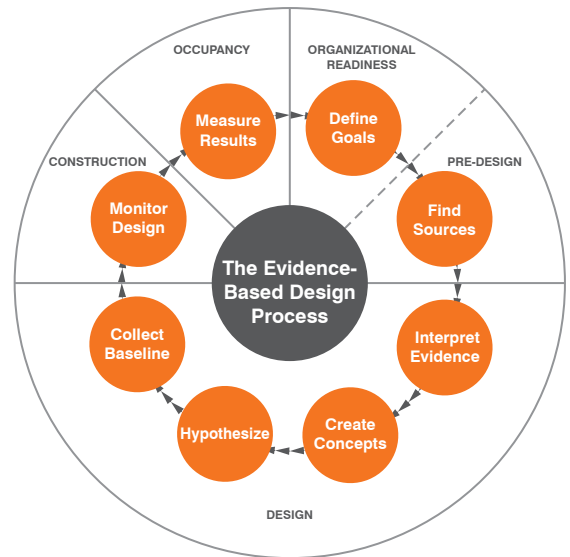 OCCUPANCY
ORGANIZATIONAL
READINESS
PRE-DESIGN
DESIGN
CONSTRUCTION
The Evidence-
Based Design
Process
Define
Goals
Find
Sources
Interpret
Evidence
Create
Concepts
Hypothesize
Collect
Baseline
Monitor
Design
Measure
Results